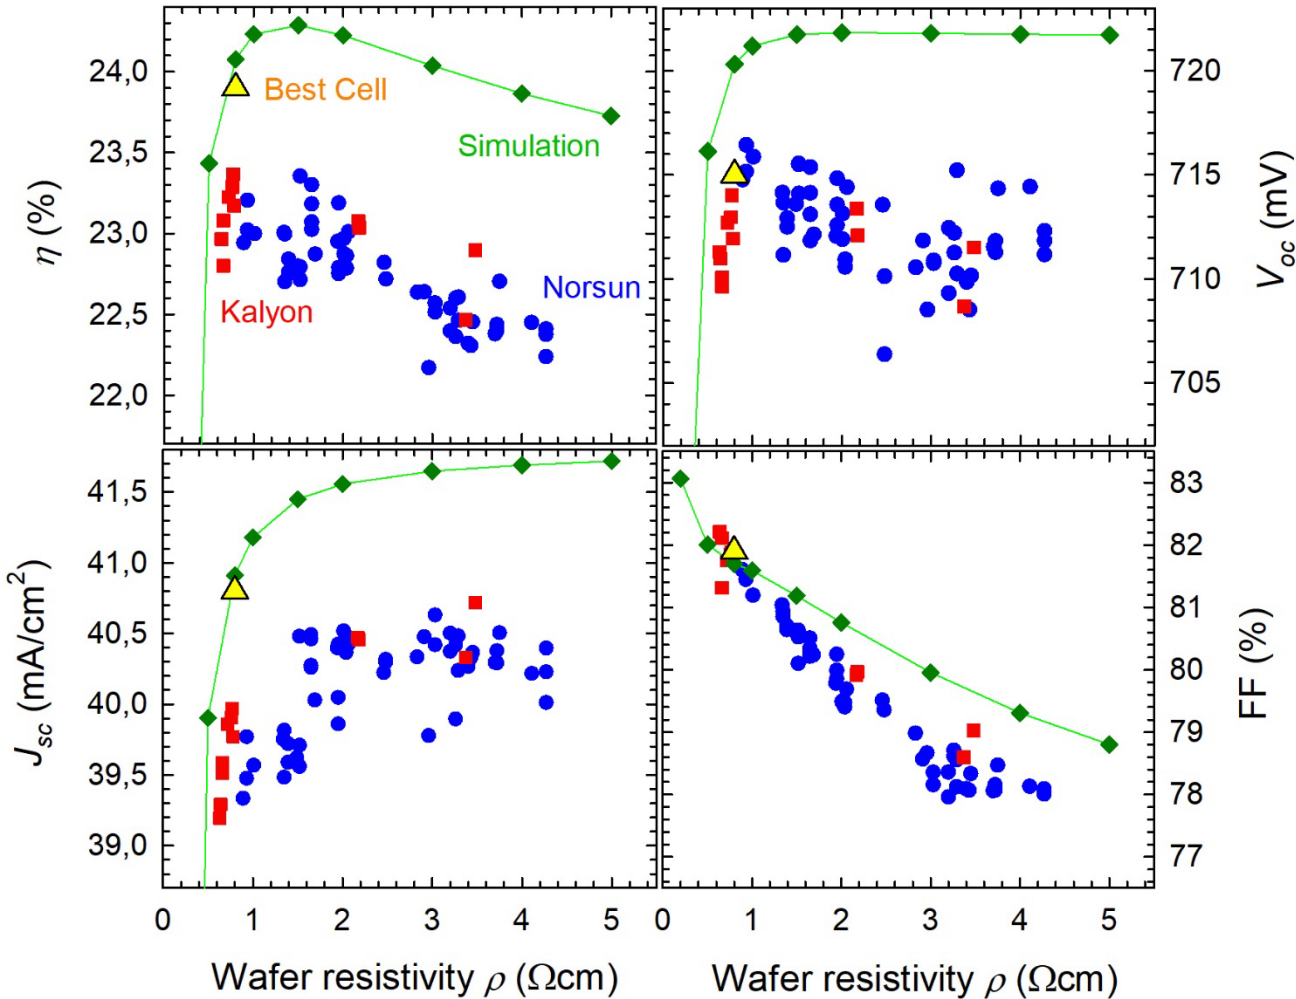 24,0
23,5
23,0
22,5
22,0
η (%)
Best Cell
Simulation
Norsun
Kalyon
720
715
710
705
V_oc (mV)
41,5
41,0
40,5
40,0
39,5
39,0
J_sc (mA/cm²)
83
82
81
80
79
78
77
FF (%)
0 1 2 3 4 5
0 1 2 3 4 5
Wafer resistivity ρ (Ωcm)
Wafer resistivity ρ (Ωcm)